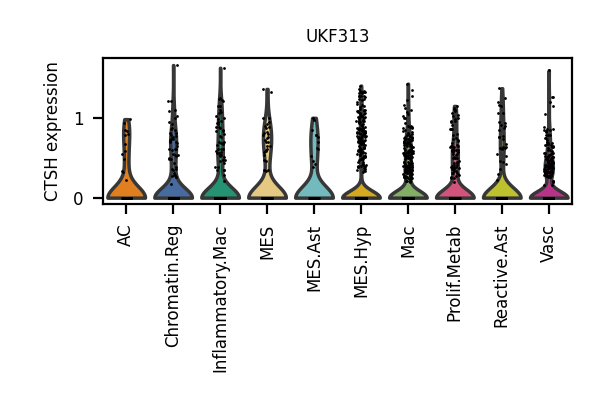 UKF313
CTSH expression
1
0
AC
Chromatin.Reg
Inflammatory.Mac
MES
MES.Ast
MES.Hyp
Mac
Prolif.Metab
Reactive.Ast
Vasc